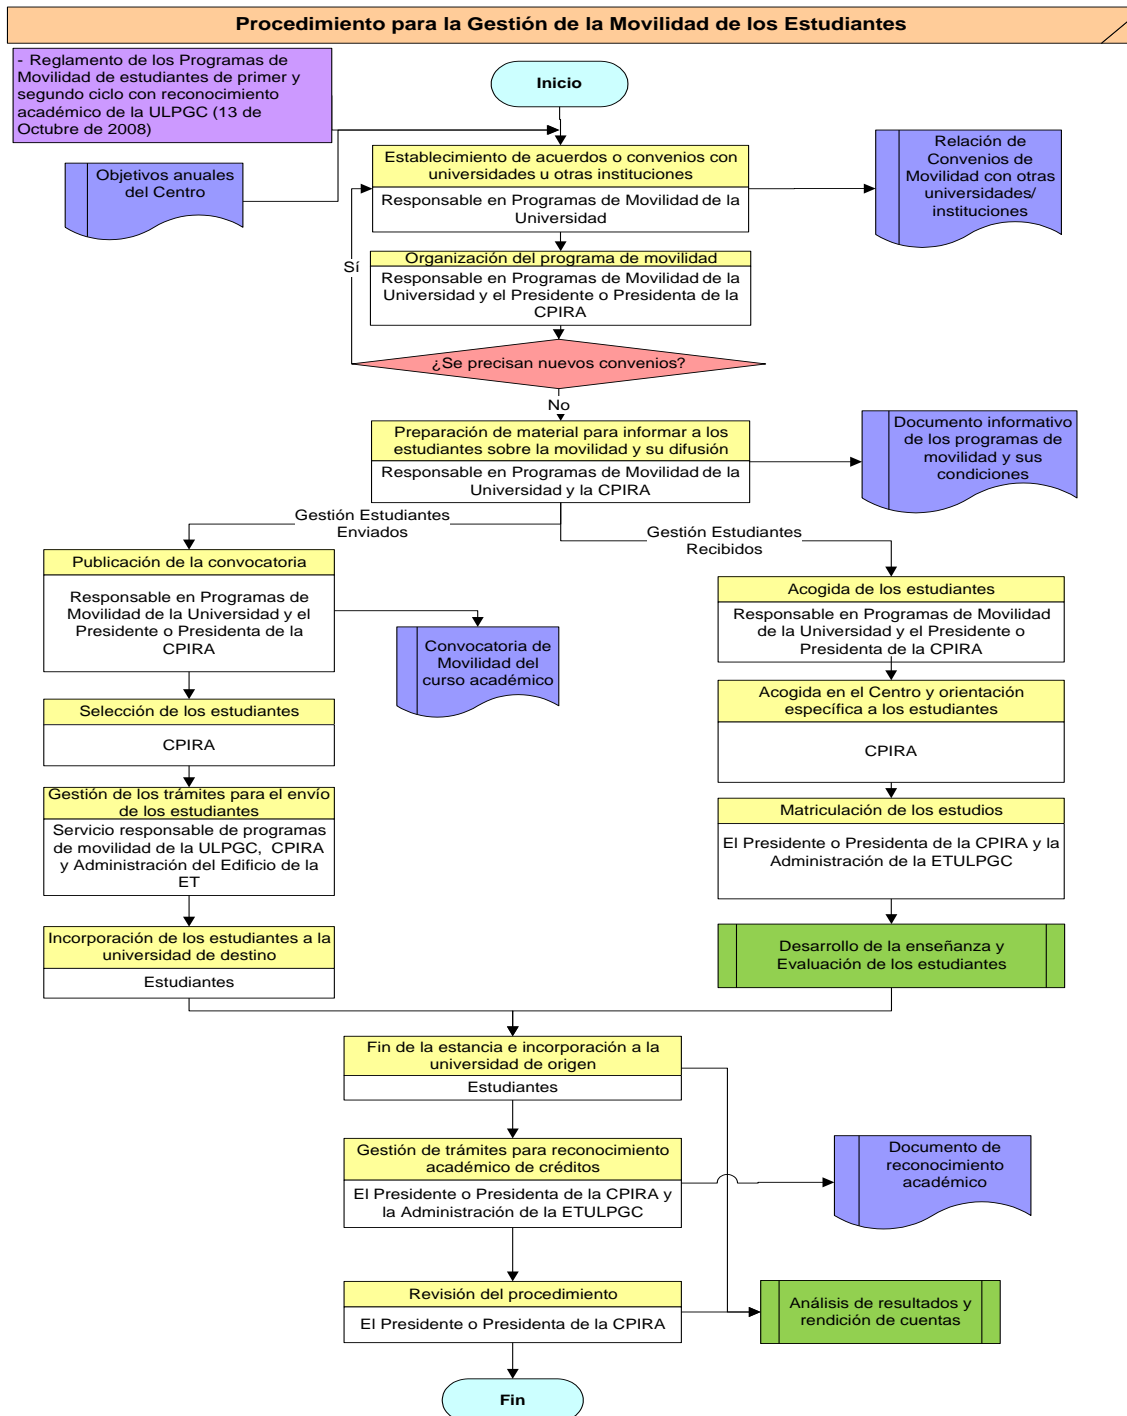 Procedimiento para la Gestión de la Movilidad de los Estudiantes
- Reglamento de los Programas de
Movilidad de estudiantes de primer y
segundo ciclo con reconocimiento
académico de la ULPGC (13 de
Octubre de 2008)
Inicio
Objetivos anuales
del Centro
Establecimiento de acuerdos o convenios con
universidades u otras instituciones
Responsable en Programas de Movilidad de la
Universidad
Relación de
Convenios de
Movilidad con otras
universidades/
instituciones
Organización del programa de movilidad
Responsable en Programas de Movilidad de la
Universidad y el Presidente o Presidenta de la
CPIRA
Sí
¿Se precisan nuevos convenios?
No
Preparación de material para informar a los
estudiantes sobre la movilidad y su difusión
Responsable en Programas de Movilidad de la
Universidad y la CPIRA
Documento informativo
de los programas de
movilidad y sus
condiciones
Gestión Estudiantes
Enviados
Gestión Estudiantes
Recibidos
Publicación de la convocatoria
Responsable en Programas de
Movilidad de la Universidad y el
Presidente o Presidenta de la
CPIRA
Convocatoria de
Movilidad del
curso académico
Selección de los estudiantes
CPIRA
Gestión de los trámites para el envío
de los estudiantes
Servicio responsable de programas
de movilidad de la ULPGC, CPIRA
y Administración del Edificio de la
ET
Incorporación de los estudiantes a la
universidad de destino
Estudiantes
Acogida de los estudiantes
Responsable en Programas de Movilidad
de la Universidad y el Presidente o
Presidenta de la CPIRA
Acogida en el Centro y orientación
específica a los estudiantes
CPIRA
Matriculación de los estudios
El Presidente o Presidenta de la CPIRA y la
Administración de la ETULPGC
Desarrollo de la enseñanza y
Evaluación de los estudiantes
Fin de la estancia e incorporación a la
universidad de origen
Estudiantes
Gestión de trámites para reconocimiento
académico de créditos
El Presidente o Presidenta de la CPIRA y
la Administración de la ETULPGC
Documento de
reconocimiento
académico
Revisión del procedimiento
El Presidente o Presidenta de la CPIRA
Análisis de resultados y
rendición de cuentas
Fin